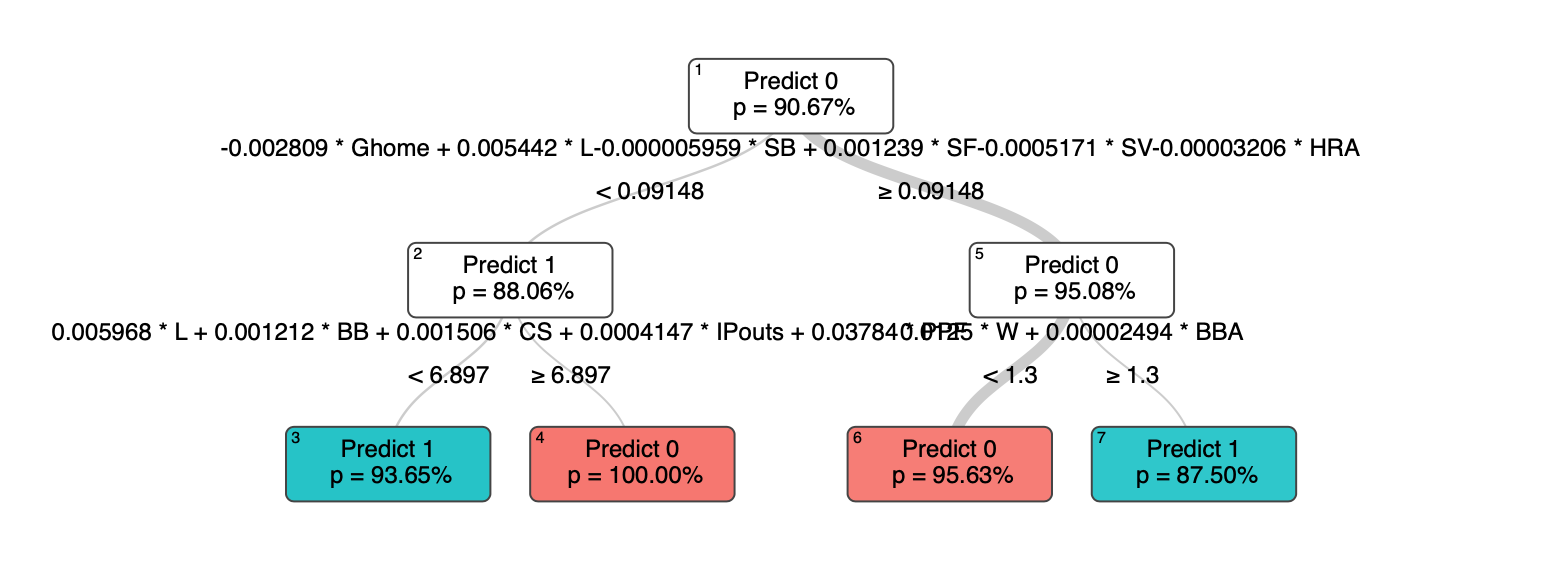 1
Predict 0
p = 90.67%
-0.002809 * Ghome + 0.005442 * L-0.000005959 * SB + 0.001239 * SF-0.0005171 * SV-0.00003206 * HRA
< 0.09148
≥ 0.09148
2
Predict 1
p = 88.06%
5
Predict 0
p = 95.08%
0.005968 * L + 0.001212 * BB + 0.001506 * CS + 0.0004147 * IPouts + 0.03784 * PPF
0.0125 * W + 0.00002494 * BBA
< 6.897
≥ 6.897
< 1.3
≥ 1.3
3
Predict 1
p = 93.65%
4
Predict 0
p = 100.00%
6
Predict 0
p = 95.63%
7
Predict 1
p = 87.50%